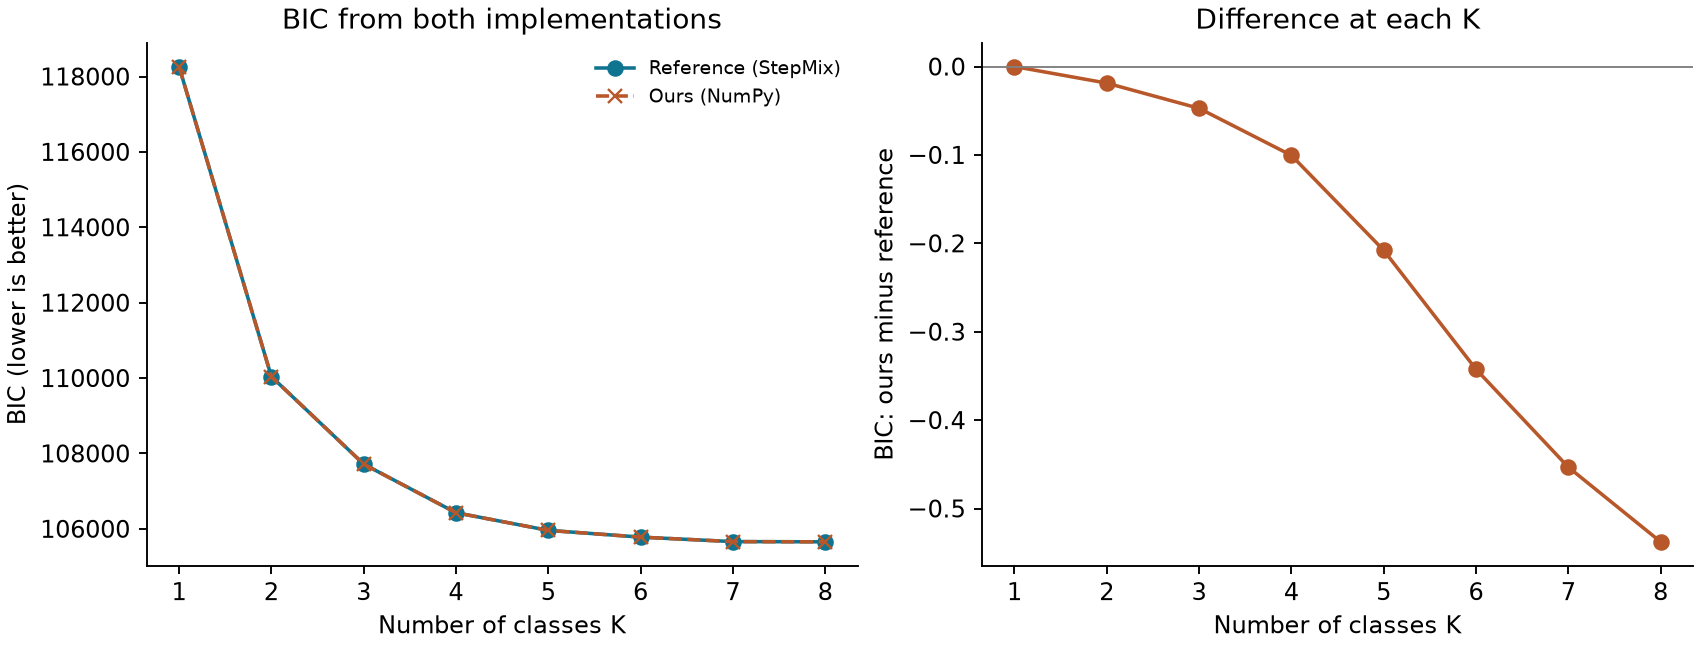 BIC from both implementations
BIC (lower is better)
118000
116000
114000
112000
110000
108000
106000
Reference (StepMix)
Ours (NumPy)
1 2 3 4 5 6 7 8
Number of classes K
Difference at each K
BIC: ours minus reference
0.0
−0.1
−0.2
−0.3
−0.4
−0.5
1 2 3 4 5 6 7 8
Number of classes K